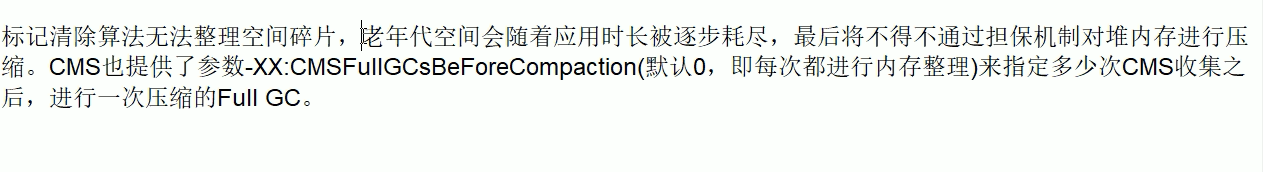 标记清除算法无法整理空间碎片，老年代空间会随着应用时长被逐步耗尽，最后将不得不通过担保机制对堆内存进行压
缩。CMS也提供了参数-XX:CMSFullGCsBeForeCompaction(默认0，即每次都进行内存整理)来指定多少次CMS收集之
后，进行一次压缩的Full GC。